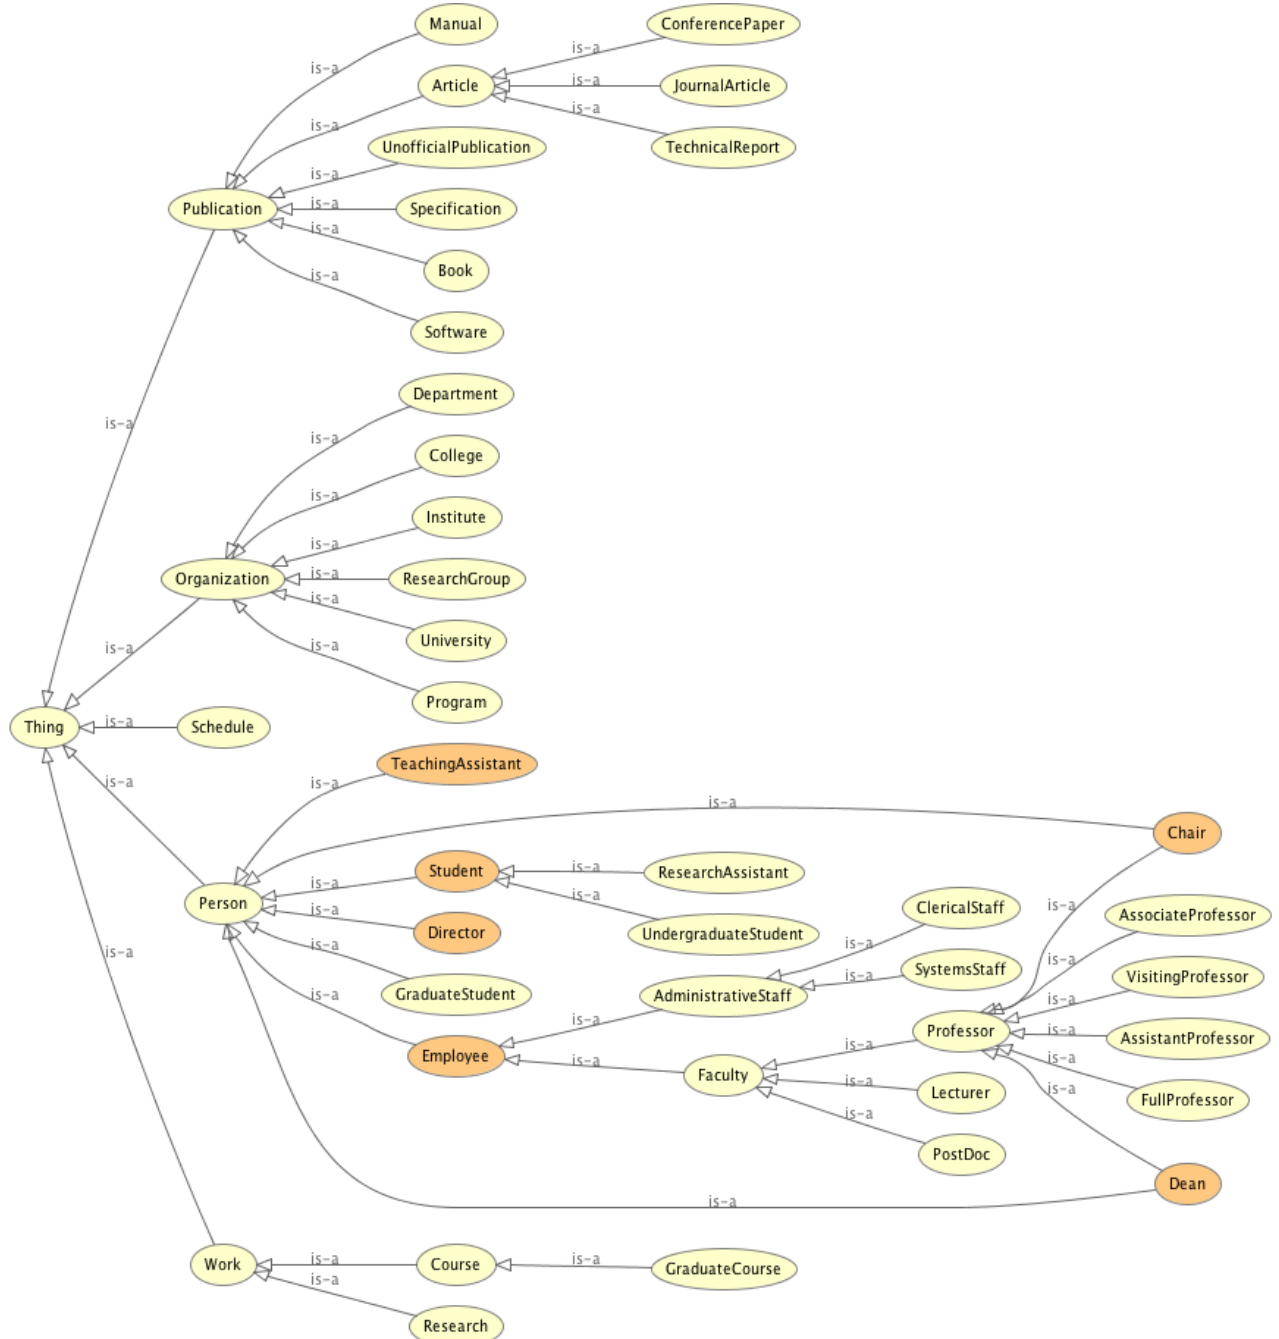 Manual
ConferencePaper
is-a
is-a
Article
is-a
JournalArticle
is-a
is-a
UnofficialPublication
TechnicalReport
is-a
Publication
is-a
Specification
is-a
Book
is-a
Software
Department
is-a
is-a
College
is-a
Institute
is-a
Organization
is-a
ResearchGroup
is-a
University
is-a
is-a
Program
Thing
is-a
Schedule
TeachingAssistant
is-a
is-a
is-a
Chair
Student
is-a
ResearchAssistant
is-a
Person
is-a
is-a
ClericalStaff
is-a
AssociateProfessor
Director
UndergraduateStudent
is-a
is-a
is-a
is-a
SystemsStaff
is-a
VisitingProfessor
GraduateStudent
is-a
AdministrativeStaff
is-a
is-a
Professor
is-a
AssistantProfessor
Employee
is-a
is-a
is-a
Faculty
is-a
Lecturer
is-a
FullProfessor
is-a
PostDoc
Dean
is-a
Work
is-a
Course
is-a
GraduateCourse
is-a
Research